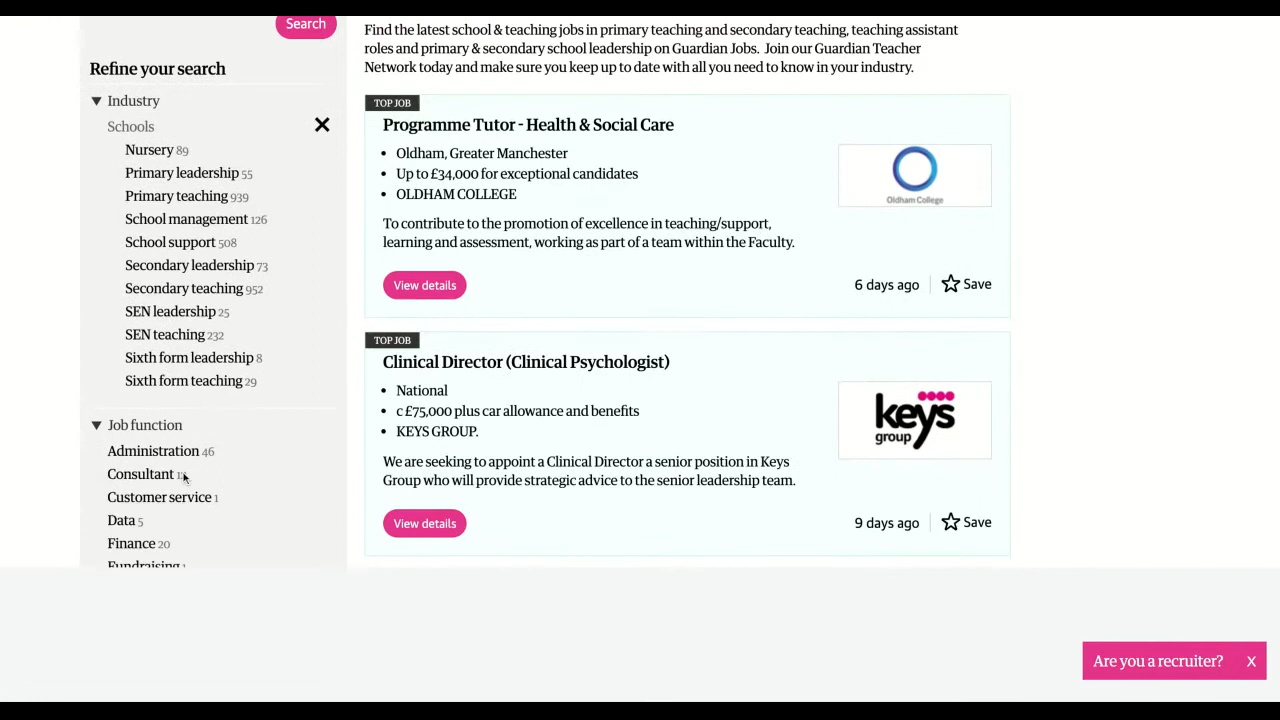 Search
Refine your search
Industry
Schools
Nursery 89
Primary leadership 55
Primary teaching 939
School management 126
School support 508
Secondary leadership 73
Secondary teaching 952
SEN leadership 25
SEN teaching 232
Sixth form leadership 8
Sixth form teaching 29
Job function
Administration 46
Consultant
Customer service 1
Data 5
Finance 20
Fundraising 1
Find the latest school & teaching jobs in primary teaching and secondary teaching, teaching assistant
roles and primary & secondary school leadership on Guardian Jobs. Join our Guardian Teacher
Network today and make sure you keep up to date with all you need to know in your industry.
TOP JOB
Programme Tutor - Health & Social Care
• Oldham, Greater Manchester
• Up to £34,000 for exceptional candidates
• OLDHAM COLLEGE
Oldham College
To contribute to the promotion of excellence in teaching/support,
learning and assessment, working as part of a team within the Faculty.
View details
6 days ago
Save
TOP JOB
Clinical Director (Clinical Psychologist)
• National
• c £75,000 plus car allowance and benefits
• KEYS GROUP.
keys
group
We are seeking to appoint a Clinical Director a senior position in Keys
Group who will provide strategic advice to the senior leadership team.
View details
9 days ago
Save
Are you a recruiter? X